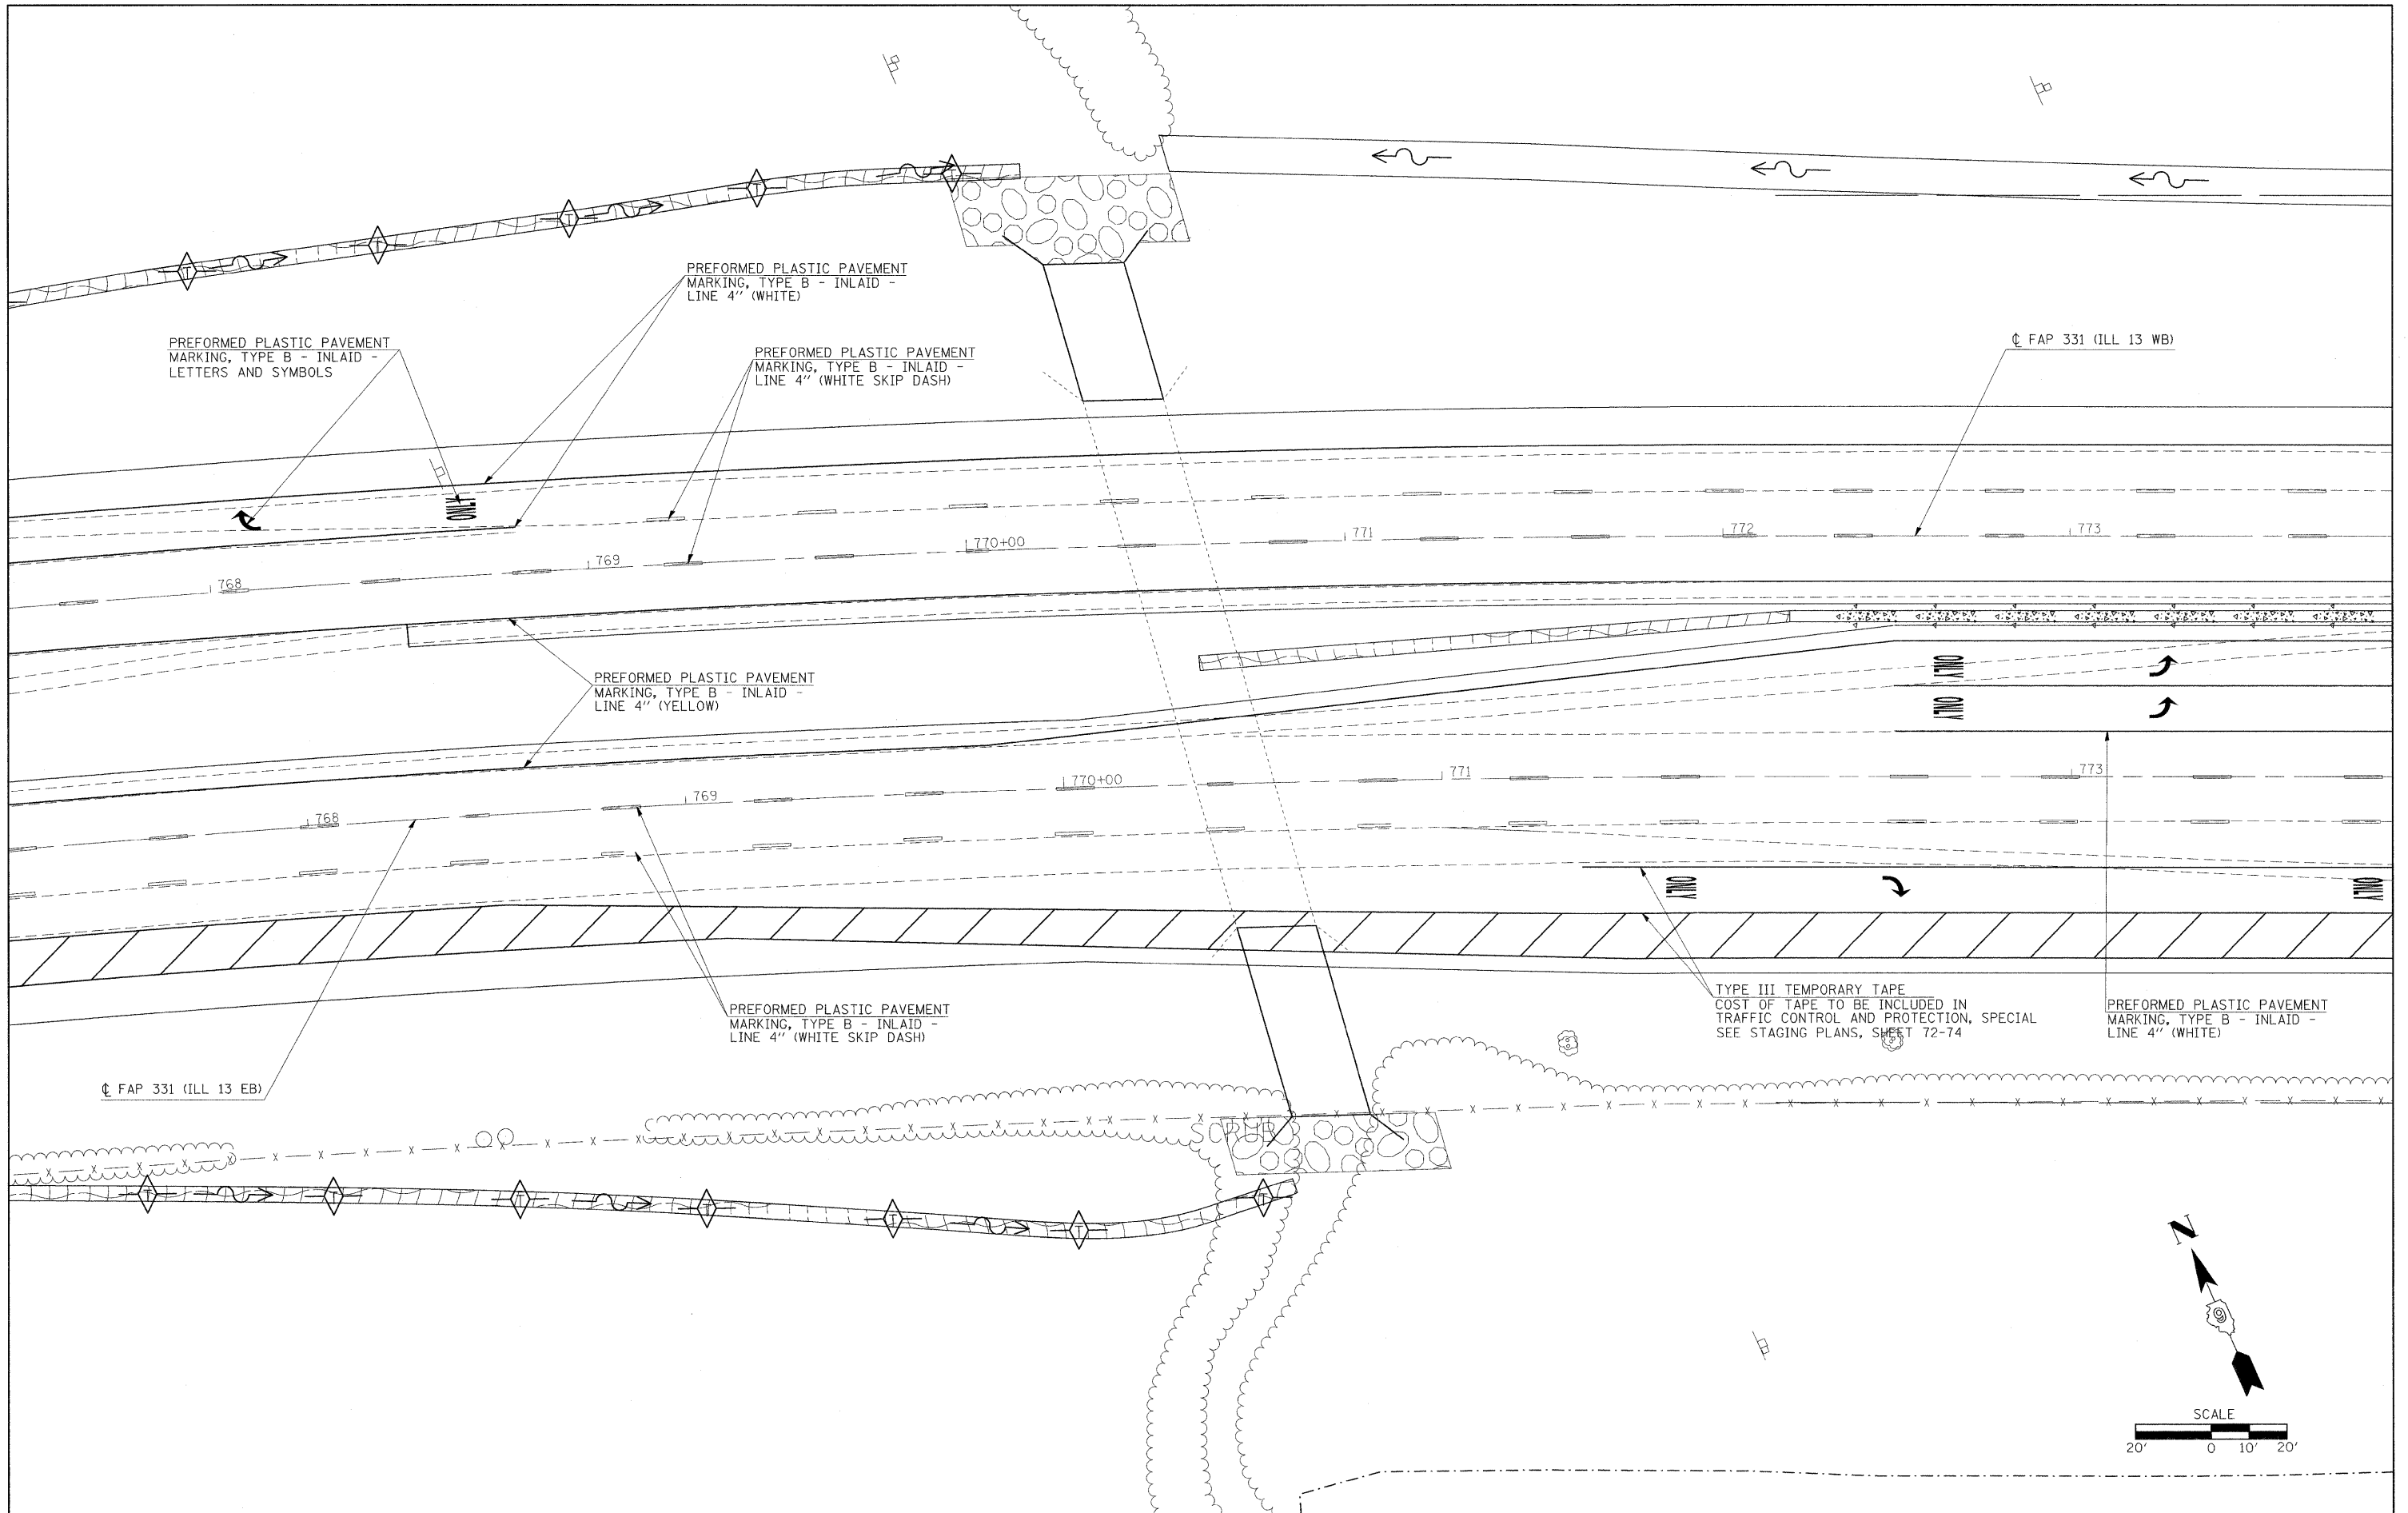 PREFORMED PLASTIC PAVEMENT
MARKING, TYPE B - INLAID -
LINE 4" (WHITE)
PREFORMED PLASTIC PAVEMENT
MARKING, TYPE B - INLAID -
LETTERS AND SYMBOLS
PREFORMED PLASTIC PAVEMENT
MARKING, TYPE B - INLAID -
LINE 4" (WHITE SKIP DASH)
℄ FAP 331 (ILL 13 WB)
ONLY
768
769
770+00
771
772
773
PREFORMED PLASTIC PAVEMENT
MARKING, TYPE B - INLAID -
LINE 4" (YELLOW)
ONLY
ONLY
768
769
770+00
771
773
ONLY
ONLY
PREFORMED PLASTIC PAVEMENT
MARKING, TYPE B - INLAID -
LINE 4" (WHITE SKIP DASH)
TYPE III TEMPORARY TAPE
COST OF TAPE TO BE INCLUDED IN
TRAFFIC CONTROL AND PROTECTION, SPECIAL
SEE STAGING PLANS, SHEET 72-74
PREFORMED PLASTIC PAVEMENT
MARKING, TYPE B - INLAID -
LINE 4" (WHITE)
℄ FAP 331 (ILL 13 EB)
SCRUB
T T T T T
T T T T T T T
N
9
SCALE
20' 0 10' 20'